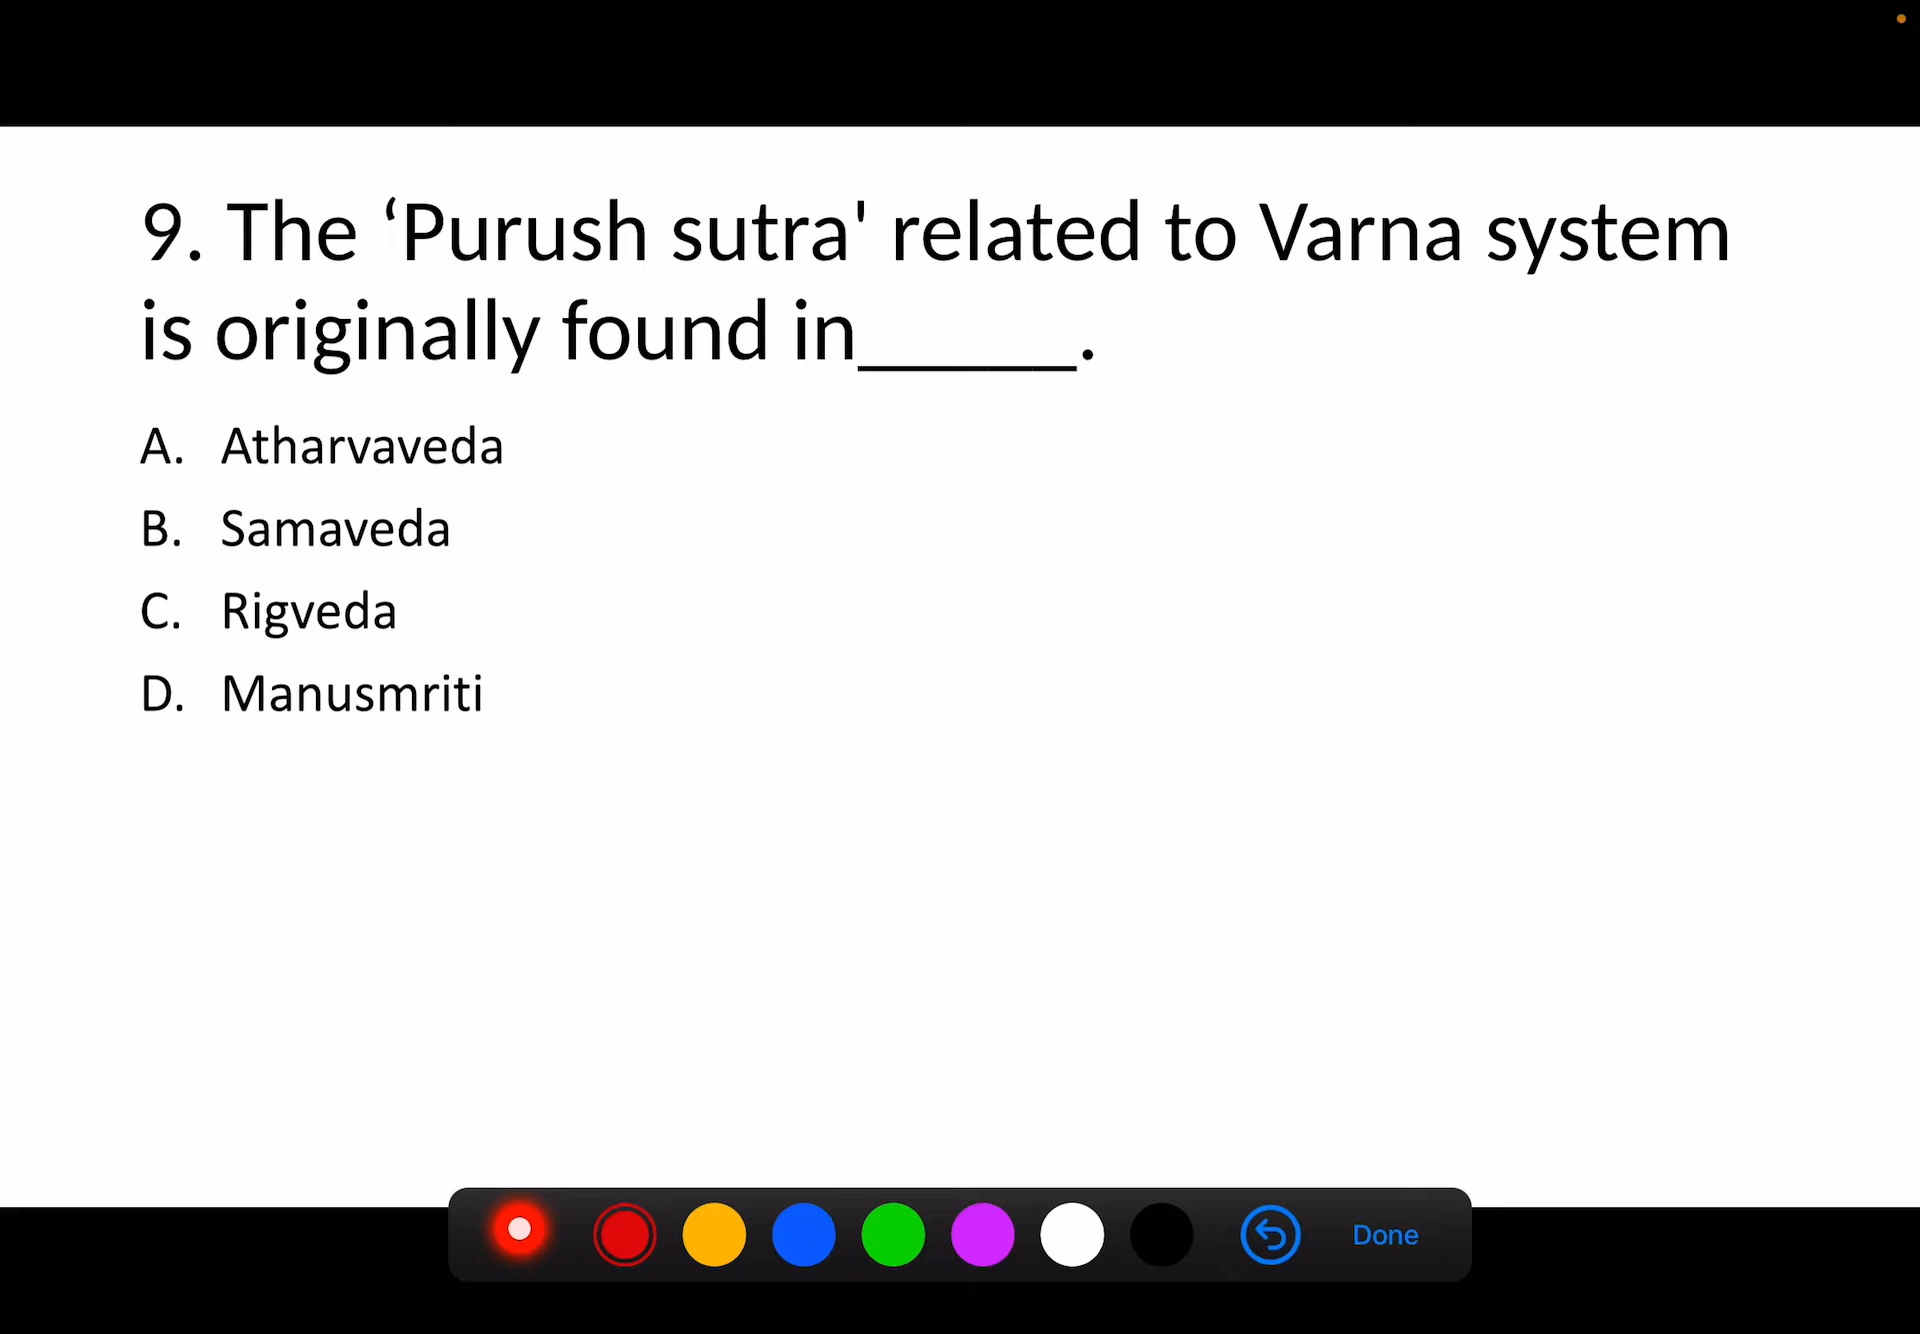 9. The ‘Purush sutra' related to Varna system
is originally found in______.
A. Atharvaveda
B. Samaveda
C. Rigveda
D. Manusmriti
Done